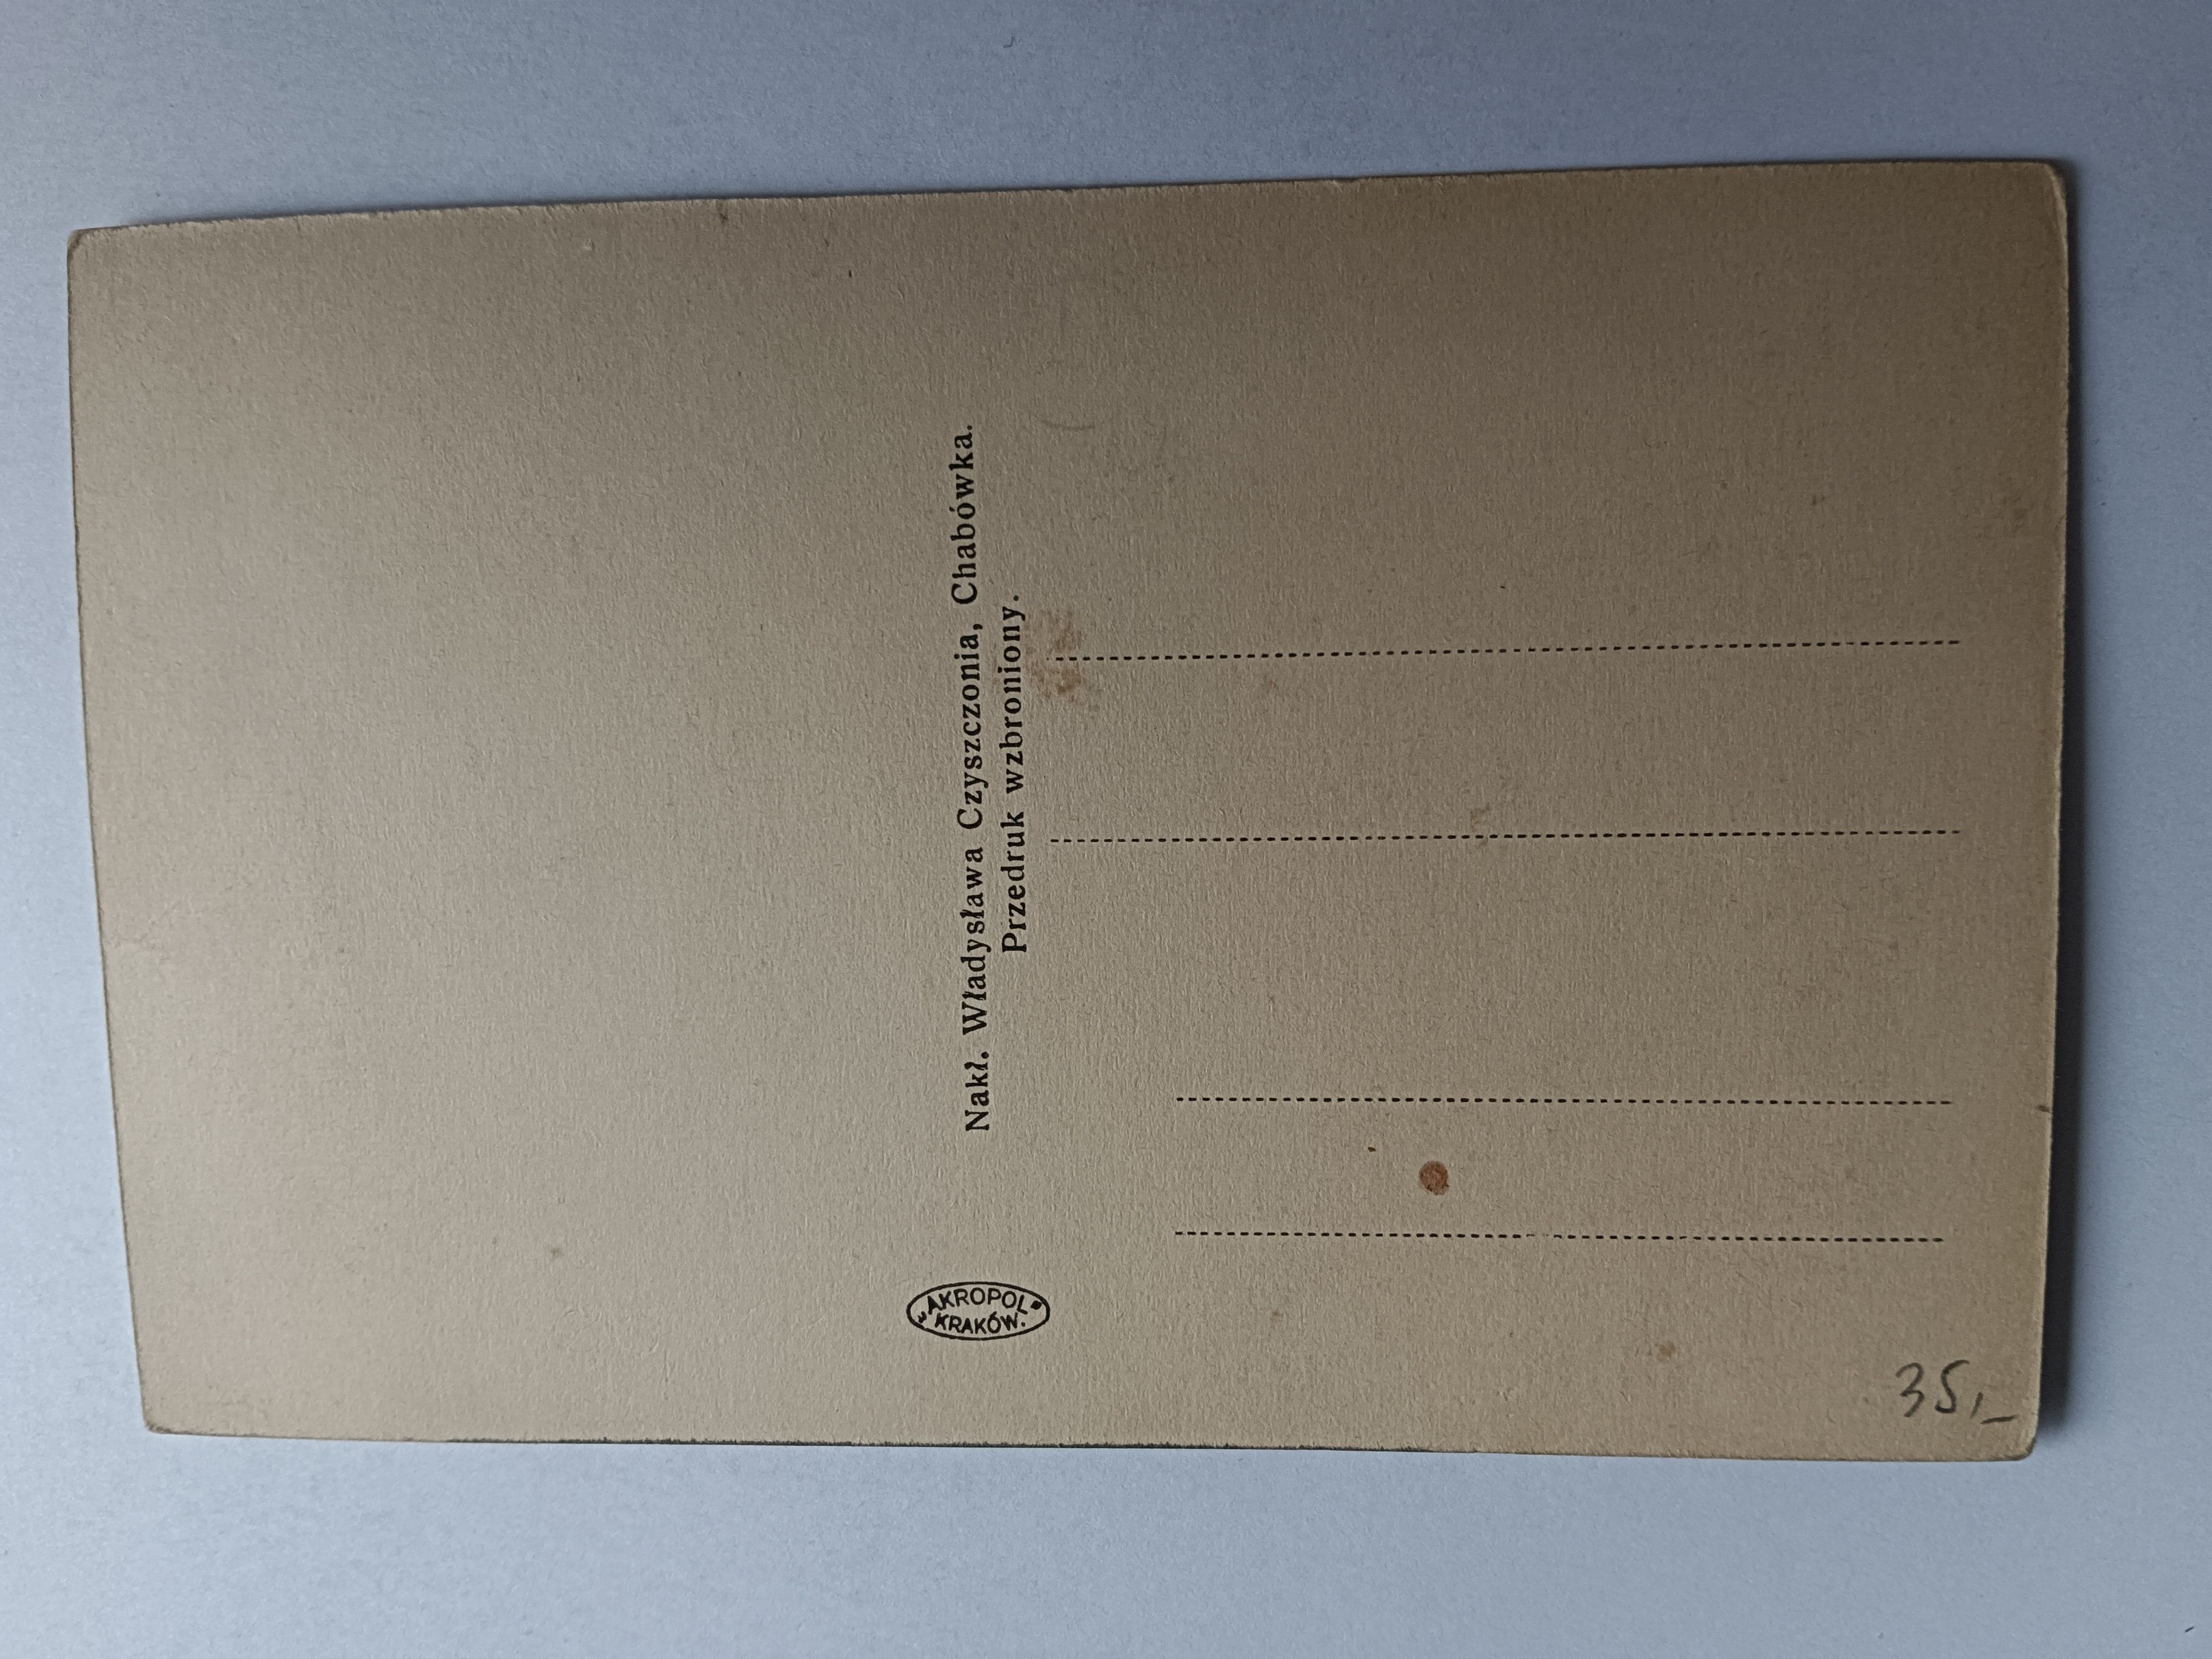 Nakł. Władysława Czyszczonia, Chabówka.
Przedruk wzbroniony.
„AKROPOL"
KRAKÓW.
35,-